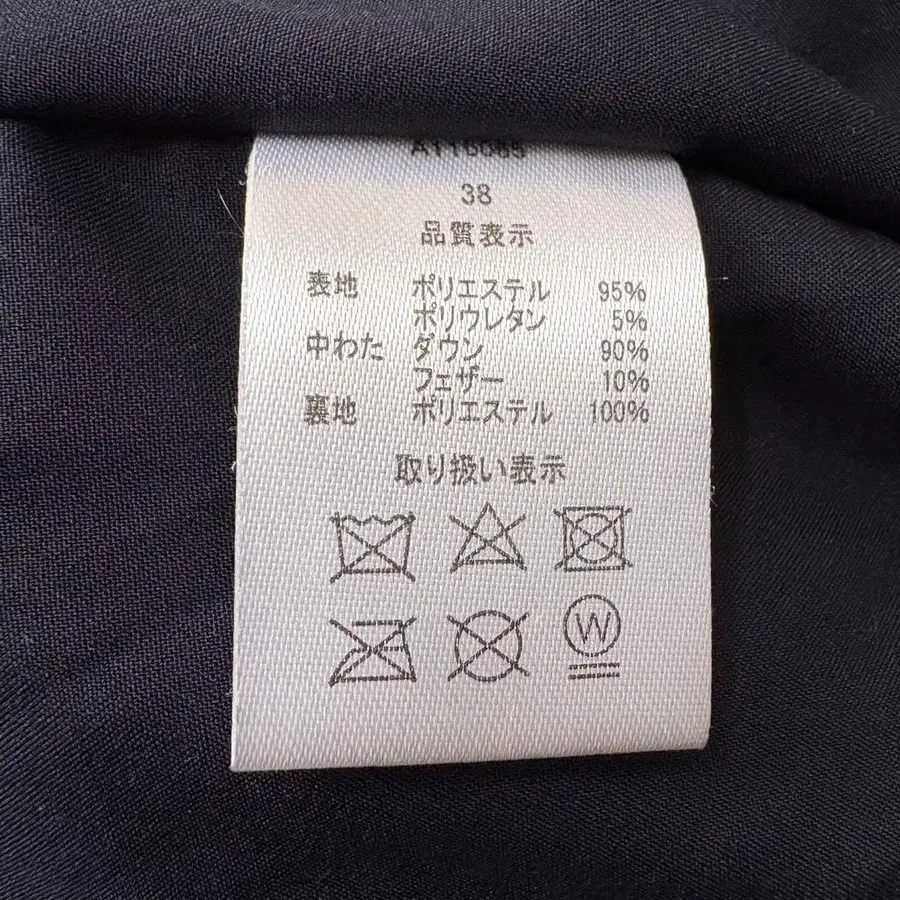 38
品質表示
表地 ポリエステル 95%
ポリウレタン 5%
中わた ダウン 90%
フェザー 10%
裏地 ポリエステル 100%
取り扱い表示
W